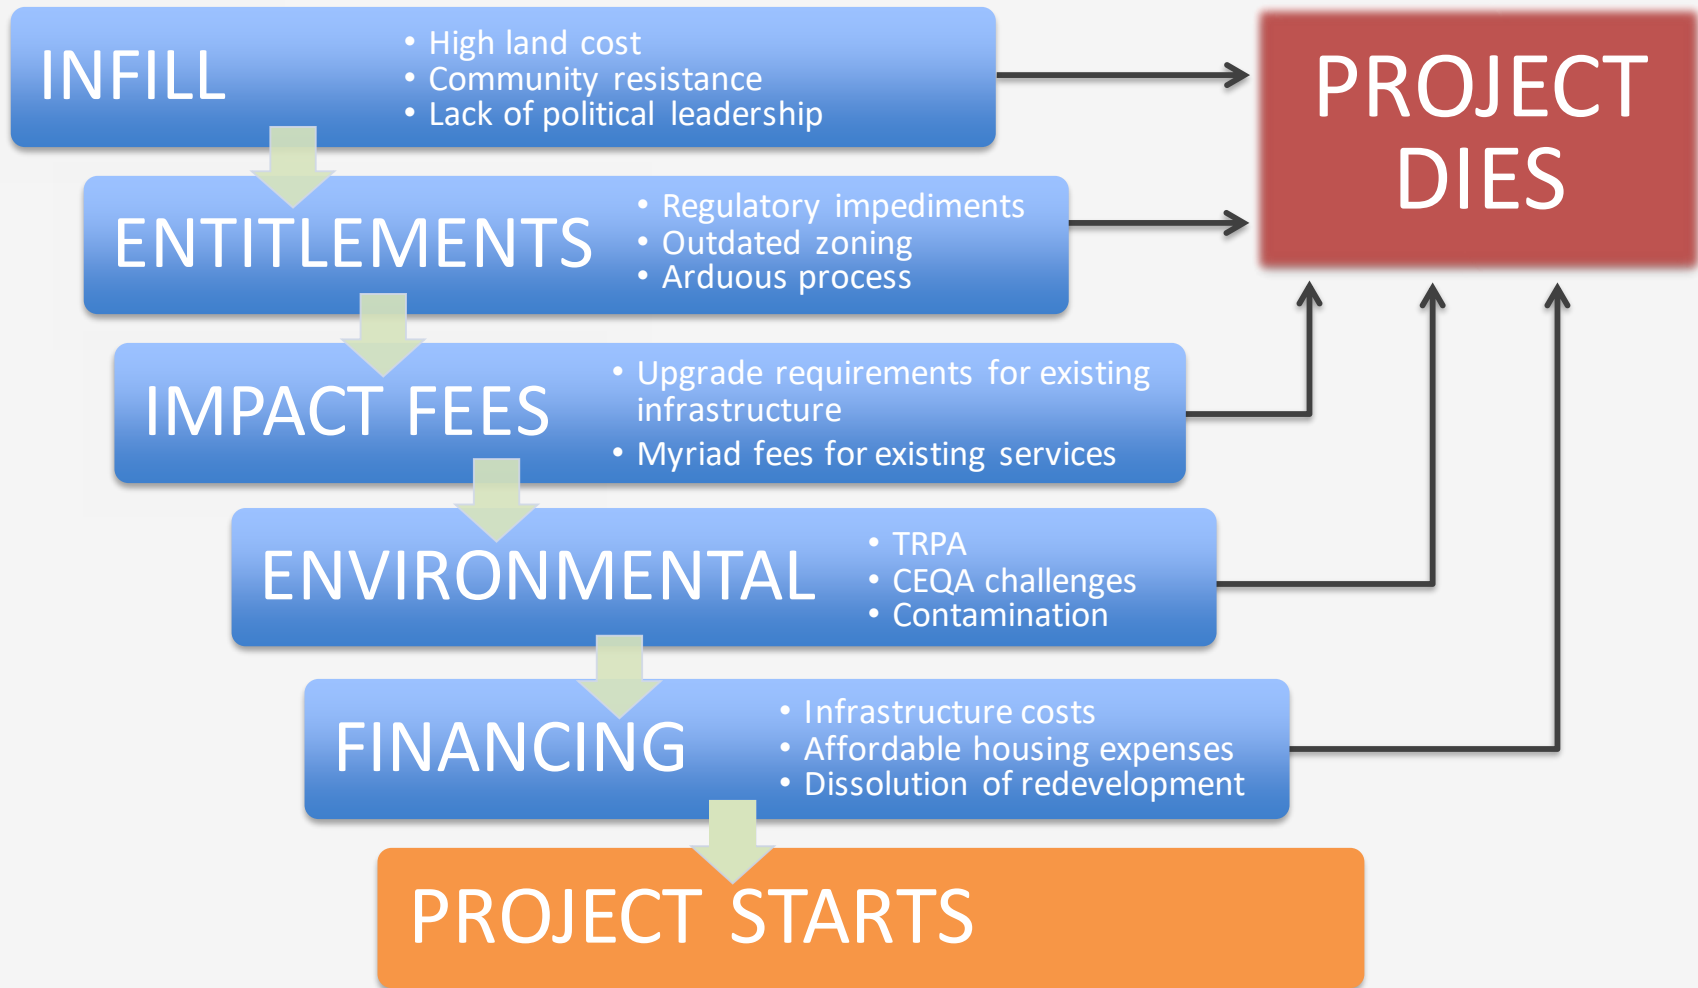 INFILL
• High land cost
• Community resistance
• Lack of political leadership
PROJECT
DIES
ENTITLEMENTS
• Regulatory impediments
• Outdated zoning
• Arduous process
IMPACT FEES
• Upgrade requirements for existing
infrastructure
• Myriad fees for existing services
ENVIRONMENTAL
• TRPA
• CEQA challenges
• Contamination
FINANCING
• Infrastructure costs
• Affordable housing expenses
• Dissolution of redevelopment
PROJECT STARTS